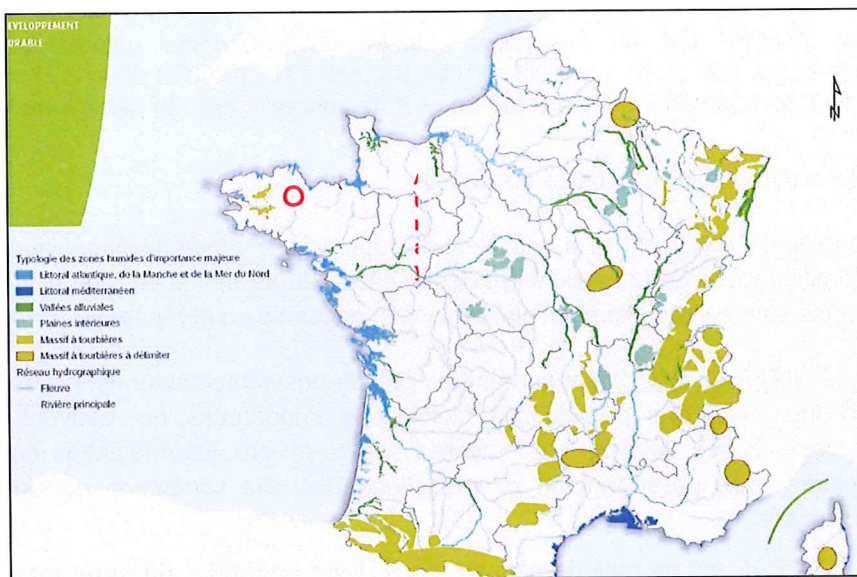 EVELOPPEMENT
URABLE
N
Typologie des zones humides d'importance majeure
Littoral atlantique, de la Manche et de la Mer du Nord
Littoral méditerranéen
Vallées alluviales
Plaines intérieures
Massif à tourbières
Massif à tourbières à délimiter
Réseau hydrographique
Fleuve
Rivière principale